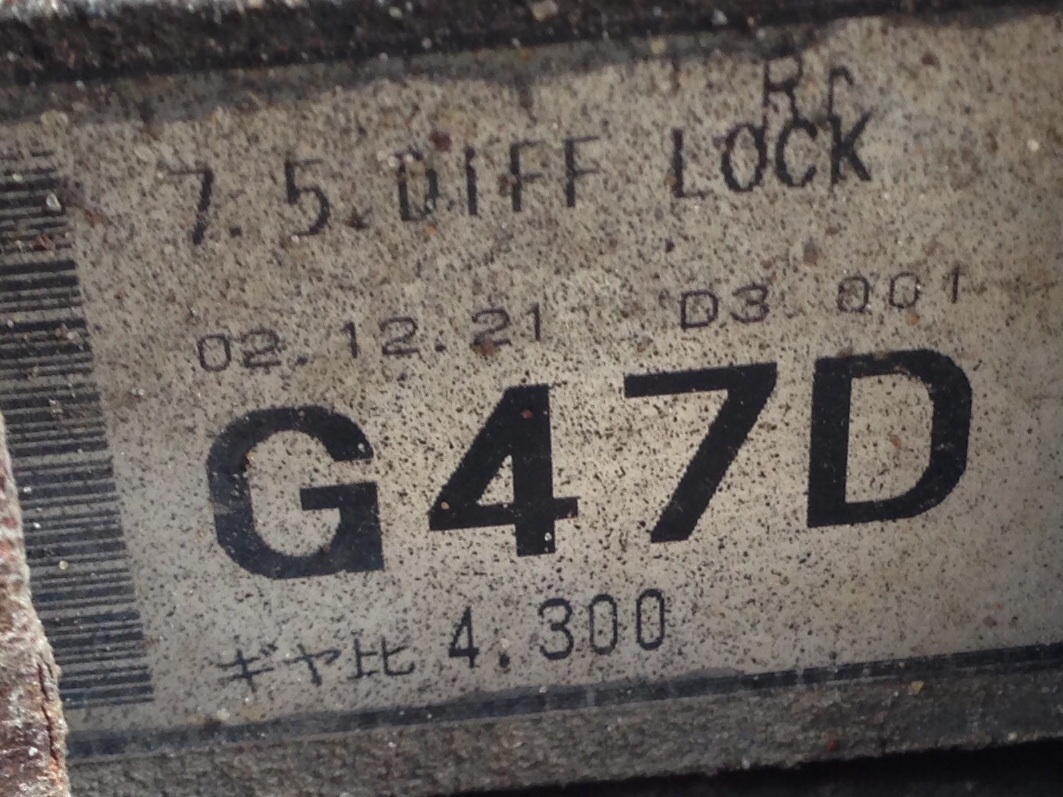 Rr
7.5.DIFF LOCK
02.12.21 D3 001
G47D
ギヤ比 4.300